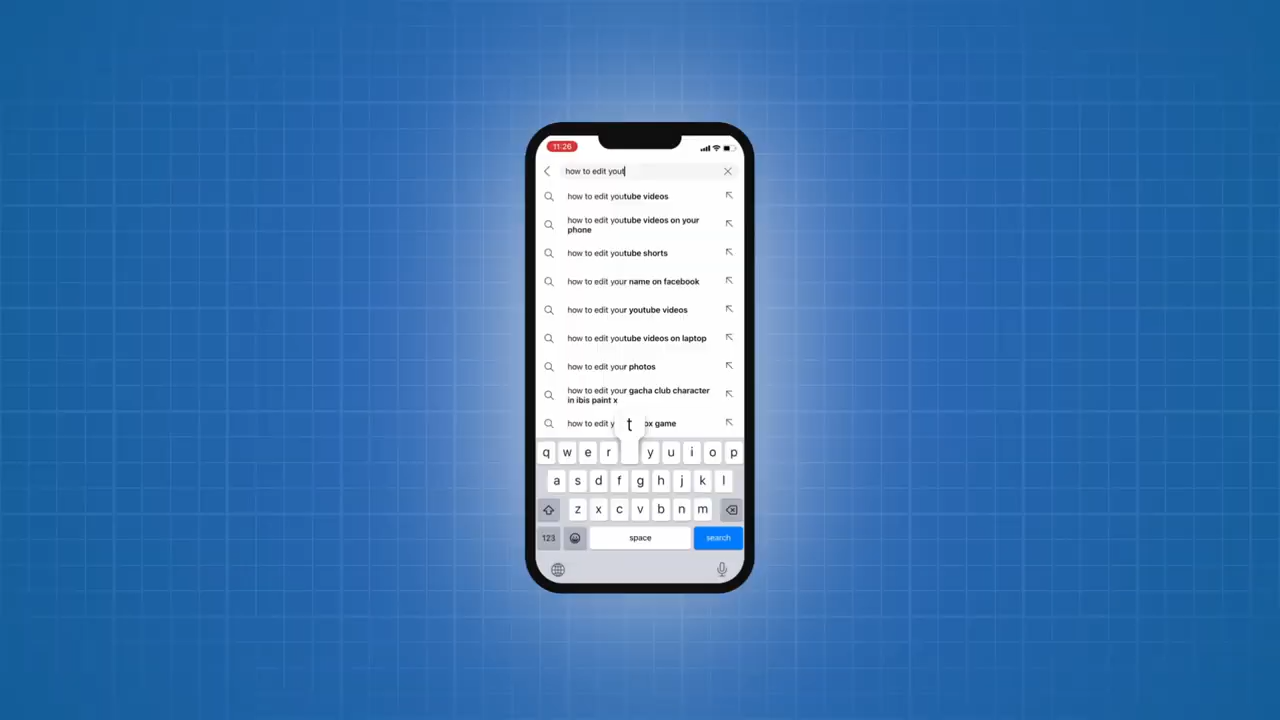 11:26
how to edit yout
how to edit youtube videos
how to edit youtube videos on your
phone
how to edit youtube shorts
how to edit your name on facebook
how to edit your youtube videos
how to edit youtube videos on laptop
how to edit your photos
how to edit your gacha club character
in ibis paint x
how to edit y t ox game
q w e r y u i o p
a s d f g h j k l
z x c v b n m
123 space search